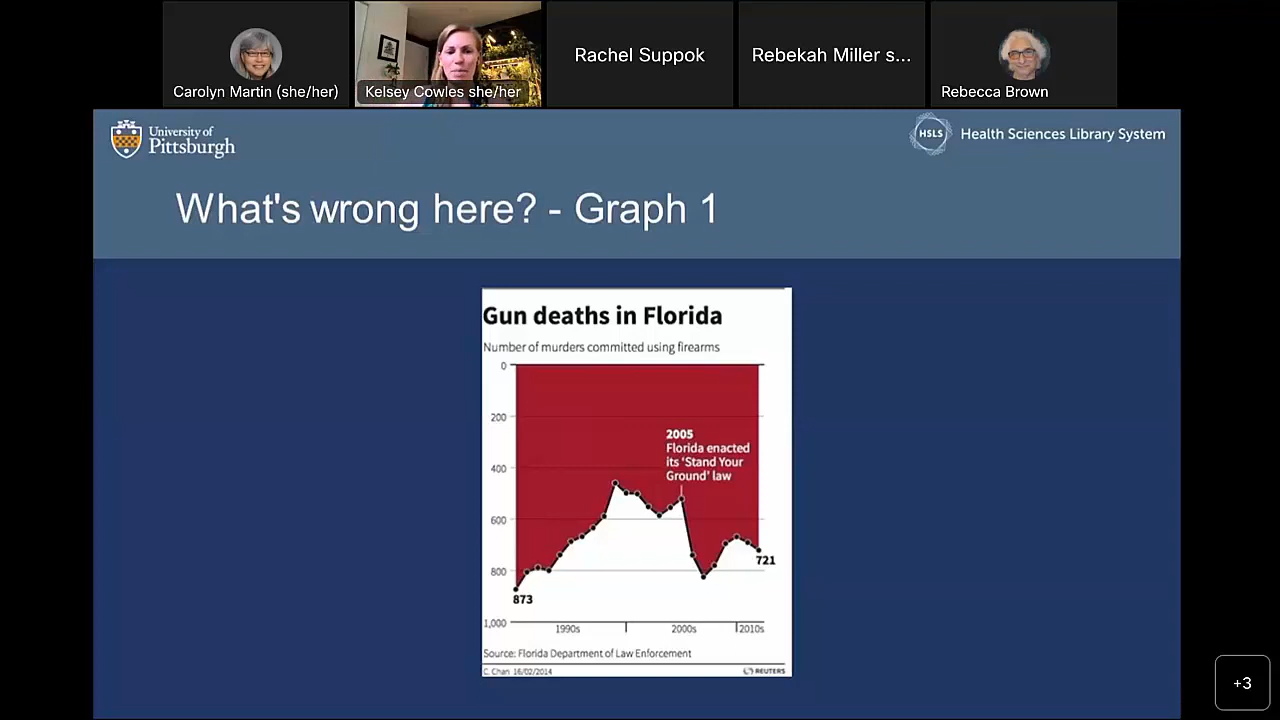 Carolyn Martin (she/her)
Kelsey Cowles she/her
Rachel Suppok
Rebekah Miller s...
Rebecca Brown
University of
Pittsburgh
HSLS
Health Sciences Library System
What's wrong here? - Graph 1
Gun deaths in Florida
Number of murders committed using firearms
0
200
2005
Florida enacted
its 'Stand Your
Ground' law
400
600
721
800
873
1,000
1990s
2000s
2010s
Source: Florida Department of Law Enforcement
C. Chan 16/02/2014
REUTERS
+3